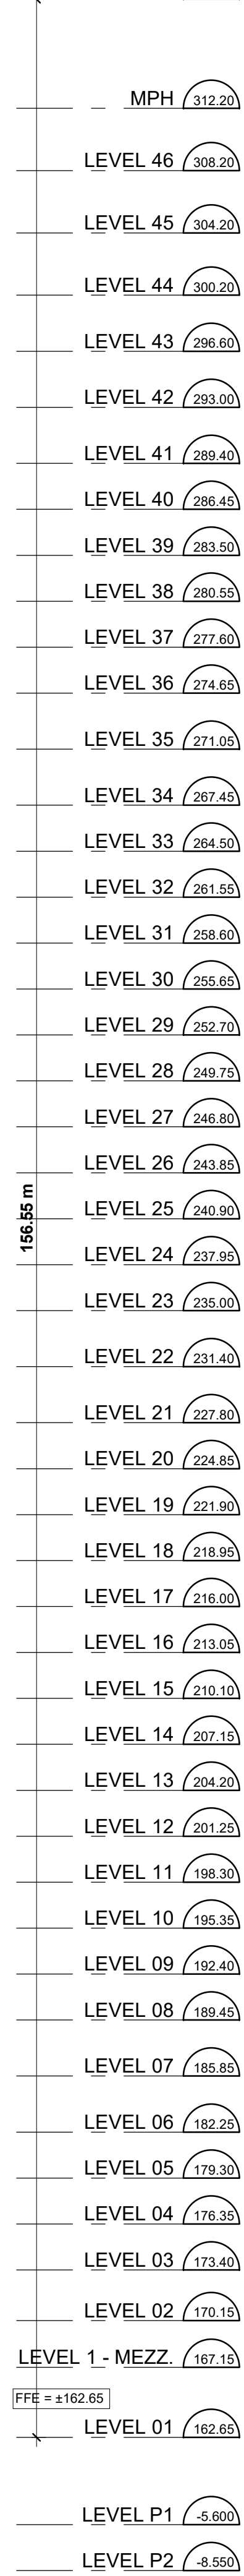 MPH 312.20
LEVEL 46 308.20
LEVEL 45 304.20
LEVEL 44 300.20
LEVEL 43 296.60
LEVEL 42 293.00
LEVEL 41 289.40
LEVEL 40 286.45
LEVEL 39 283.50
LEVEL 38 280.55
LEVEL 37 277.60
LEVEL 36 274.65
LEVEL 35 271.05
LEVEL 34 267.45
LEVEL 33 264.50
LEVEL 32 261.55
LEVEL 31 258.60
LEVEL 30 255.65
LEVEL 29 252.70
LEVEL 28 249.75
LEVEL 27 246.80
LEVEL 26 243.85
156.55 m
LEVEL 25 240.90
LEVEL 24 237.95
LEVEL 23 235.00
LEVEL 22 231.40
LEVEL 21 227.80
LEVEL 20 224.85
LEVEL 19 221.90
LEVEL 18 218.95
LEVEL 17 216.00
LEVEL 16 213.05
LEVEL 15 210.10
LEVEL 14 207.15
LEVEL 13 204.20
LEVEL 12 201.25
LEVEL 11 198.30
LEVEL 10 195.35
LEVEL 09 192.40
LEVEL 08 189.45
LEVEL 07 185.85
LEVEL 06 182.25
LEVEL 05 179.30
LEVEL 04 176.35
LEVEL 03 173.40
LEVEL 02 170.15
LEVEL 1 - MEZZ. 167.15
FFE = ±162.65
LEVEL 01 162.65
LEVEL P1 -5.600
LEVEL P2 -8.550